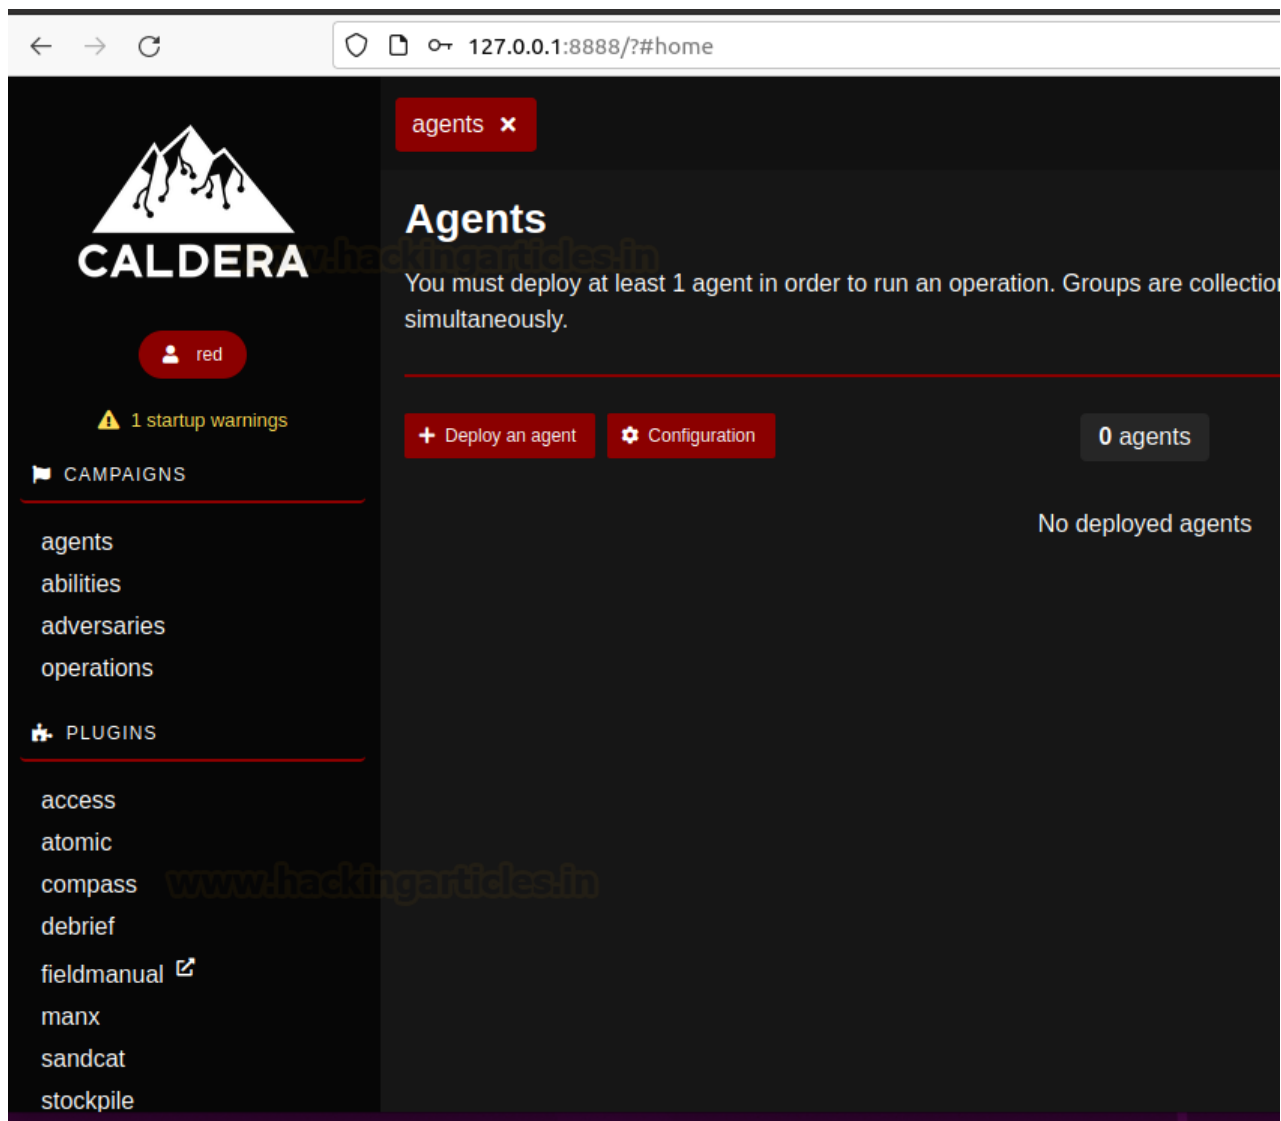 127.0.0.1:8888/?#home
CALDERA
red
1 startup warnings
CAMPAIGNS
agents
abilities
adversaries
operations
PLUGINS
access
atomic
compass
debrief
fieldmanual
manx
sandcat
stockpile
agents
Agents
You must deploy at least 1 agent in order to run an operation. Groups are collection
simultaneously.
Deploy an agent
Configuration
0 agents
No deployed agents
www.hackingarticles.in
www.hackingarticles.in